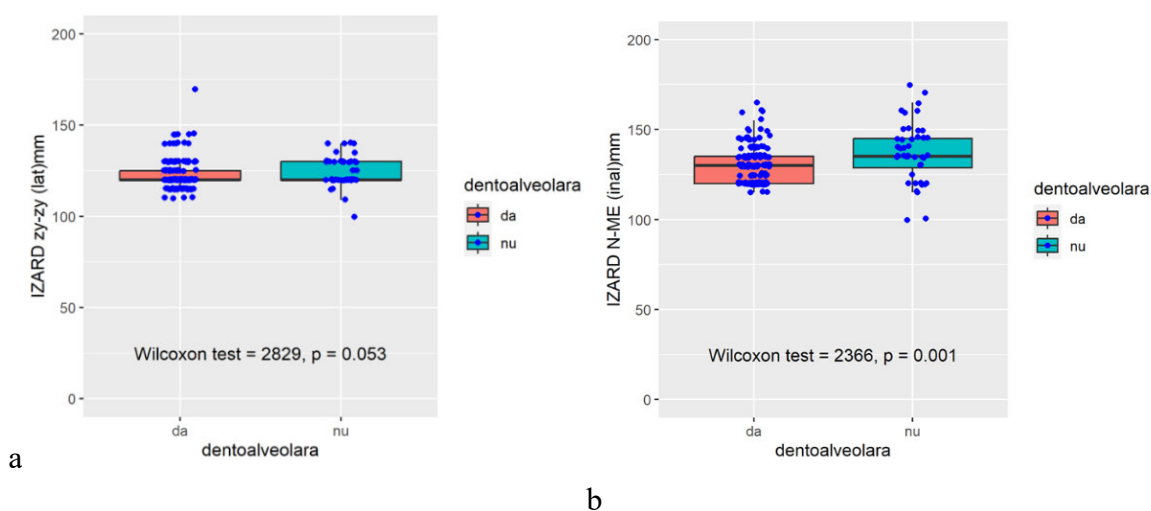 200
150
100
50
0
IZARD zy-zy (lat)mm
Wilcoxon test = 2829, p = 0.053
da nu
dentoalveolara
dentoalveolara
da
nu
a
200
150
100
50
0
IZARD N-ME (inal)mm
Wilcoxon test = 2366, p = 0.001
da nu
dentoalveolara
dentoalveolara
da
nu
b